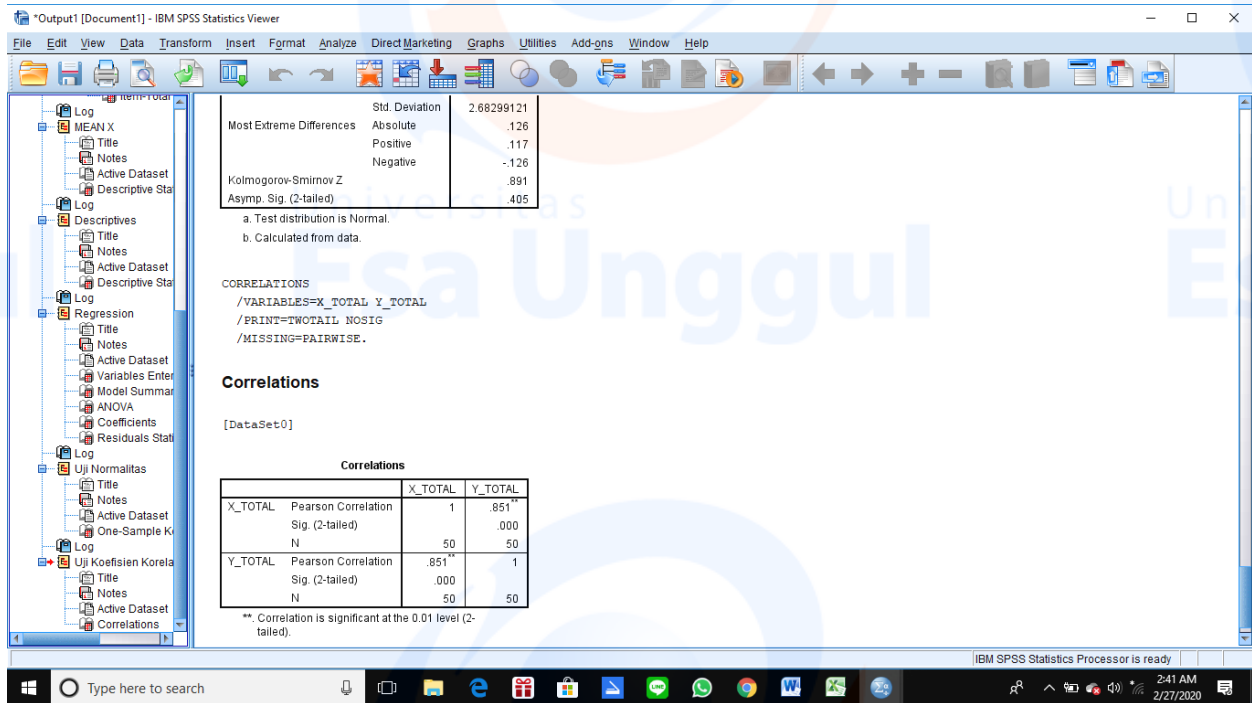 *Output1 [Document1] - IBM SPSS Statistics Viewer
File Edit View Data Transform Insert Format Analyze Direct Marketing Graphs Utilities Add-ons Window Help
Log
MEAN X
Title
Notes
Active Dataset
Descriptive Sta
Log
Descriptives
Title
Notes
Active Dataset
Descriptive Sta
Log
Regression
Title
Notes
Active Dataset
Variables Enter
Model Summar
ANOVA
Coefficients
Residuals Stati
Log
Uji Normalitas
Title
Notes
Active Dataset
One-Sample K
Log
Uji Koefisien Korela
Title
Notes
Active Dataset
Correlations
Std. Deviation 2.68299121
Most Extreme Differences Absolute .126
Positive .117
Negative -.126
Kolmogorov-Smirnov Z .891
Asymp. Sig. (2-tailed) .405
a. Test distribution is Normal.
b. Calculated from data.
CORRELATIONS
/VARIABLES=X_TOTAL Y_TOTAL
/PRINT=TWOTAIL NOSIG
/MISSING=PAIRWISE.
Correlations
[DataSet0]
Correlations
X_TOTAL Y_TOTAL
X_TOTAL Pearson Correlation 1 .851**
Sig. (2-tailed) .000
N 50 50
Y_TOTAL Pearson Correlation .851** 1
Sig. (2-tailed) .000
N 50 50
**. Correlation is significant at the 0.01 level (2-
tailed).
Universitas
Esa Unggul
Uni
Es
IBM SPSS Statistics Processor is ready
Type here to search
LINE
2:41 AM
2/27/2020